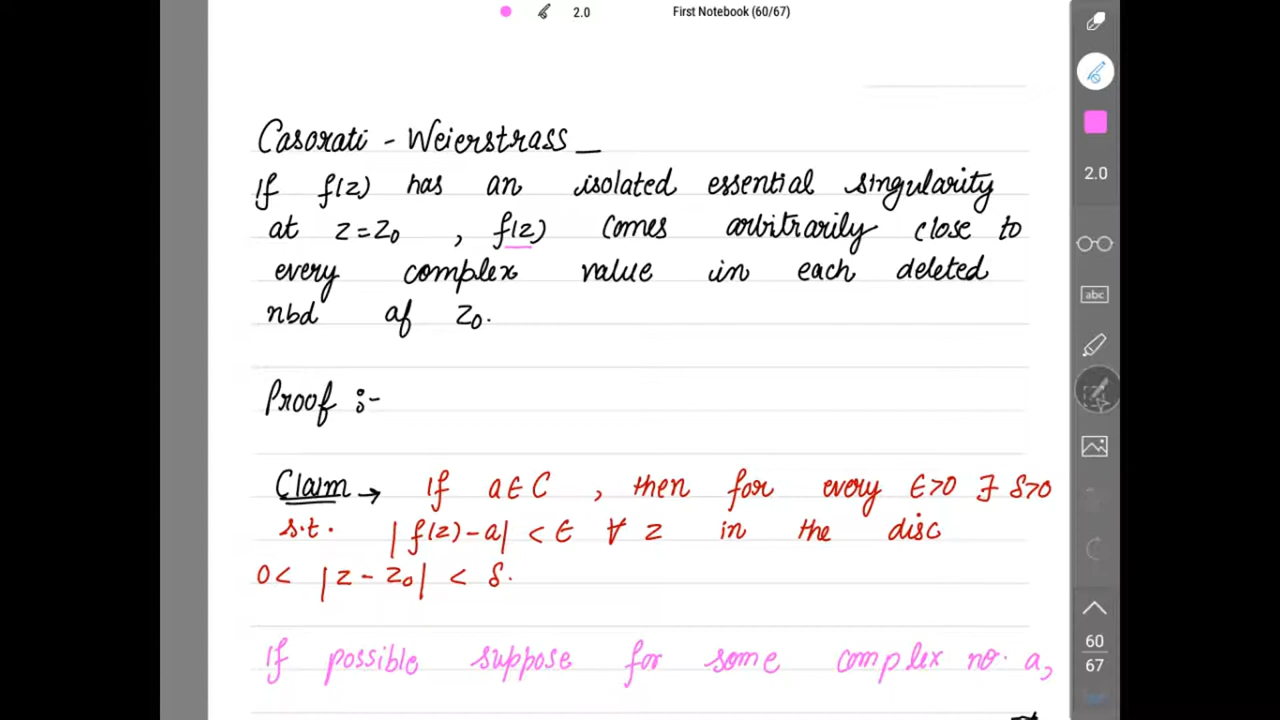 2.0 First Notebook (60/67)
Casorati - Weierstrass _
If f(z) has an isolated essential singularity
at z=z₀ , f(z) comes arbitrarily close to
every complex value in each deleted
nbd of z₀.
Proof :-
Claim → If a∈C , then for every ϵ>0 ∃ δ>0
s.t. |f(z)-a| < ϵ ∀ z in the disc
0< |z - z₀| < δ.
If possible suppose for some complex no. a,
2.0
abc
60
67